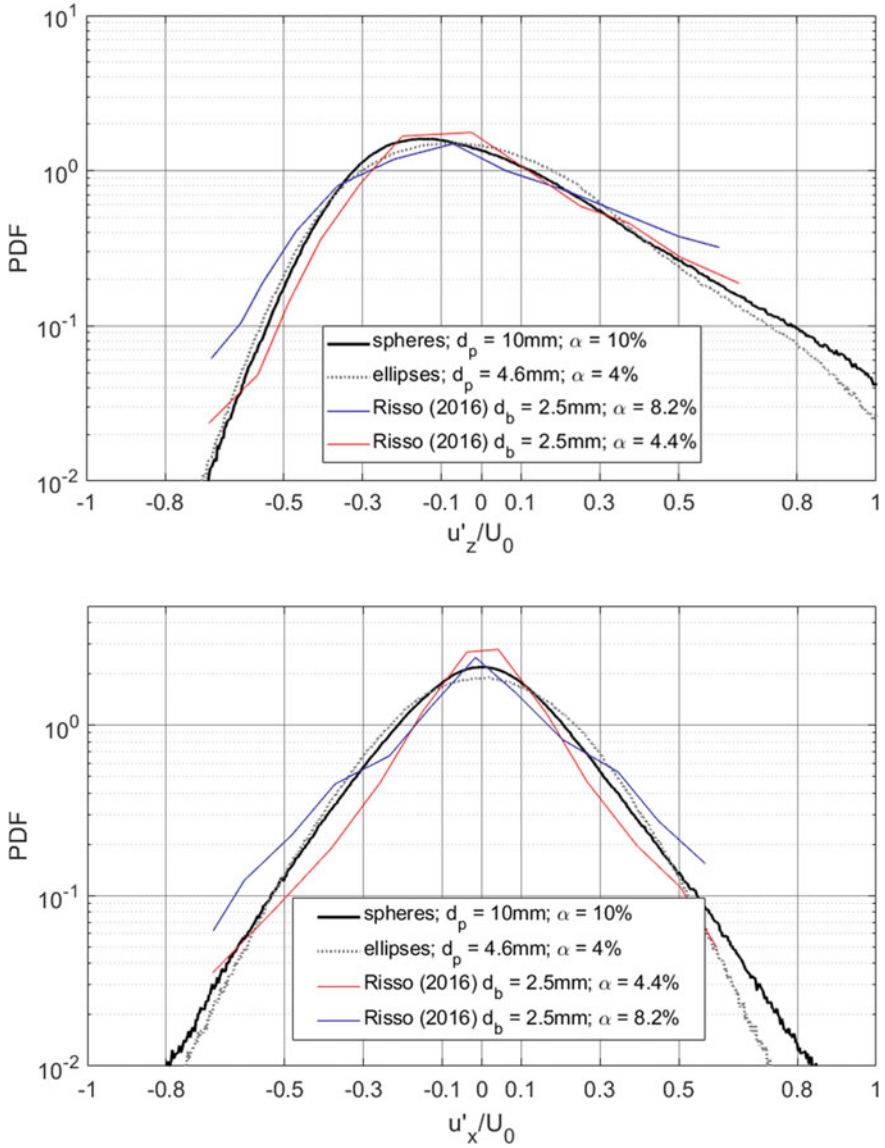 10^1
10^0
10^-1
10^-2
PDF
spheres; d_p = 10mm; α = 10%
ellipses; d_p = 4.6mm; α = 4%
Risso (2016) d_b = 2.5mm; α = 8.2%
Risso (2016) d_b = 2.5mm; α = 4.4%
-1 -0.8 -0.5 -0.3 -0.1 0 0.1 0.3 0.5 0.8 1
u'_z/U_0
10^0
10^-1
10^-2
PDF
spheres; d_p = 10mm; α = 10%
ellipses; d_p = 4.6mm; α = 4%
Risso (2016) d_b = 2.5mm; α = 4.4%
Risso (2016) d_b = 2.5mm; α = 8.2%
-1 -0.8 -0.5 -0.3 -0.1 0 0.1 0.3 0.5 0.8 1
u'_x/U_0